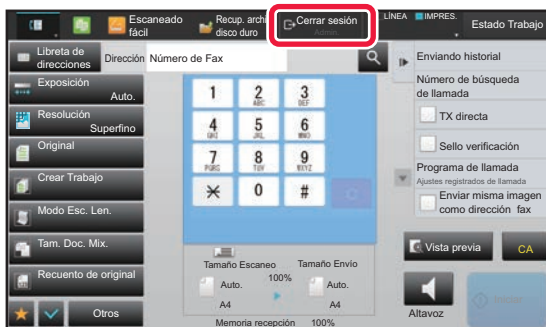 Escaneado fácil
Recup. archi disco duro
Cerrar sesión
Admin.
LÍNEA
IMPRES.
Estado Trabajo
Libreta de direcciones
Dirección
Número de Fax
Exposición
Auto.
Resolución
Superfino
Original
Crear Trabajo
Modo Esc. Len.
Tam. Doc. Mix.
Recuento de original
Otros
1
2 ABC
3 DEF
4 GHI
5 JKL
6 MNO
7 PQRS
8 TUV
9 WXYZ
0
#
C
Tamaño Escaneo
100%
Tamaño Envío
Auto.
A4
Auto.
A4
Memoria recepción 100%
Enviando historial
Número de búsqueda de llamada
TX directa
Sello verificación
Programa de llamada
Ajustes registrados de llamada
Enviar misma imagen como dirección fax
Vista previa
CA
Altavoz
Iniciar